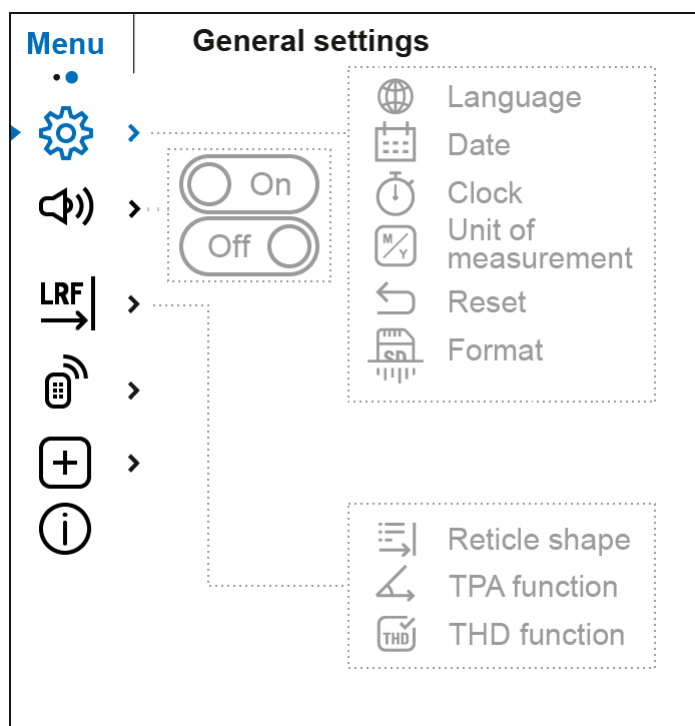 Menu
General settings
Language
Date
On
Clock
Off
M/Y
Unit of
measurement
LRF
Reset
SD
Format
Reticle shape
TPA function
THD
THD function